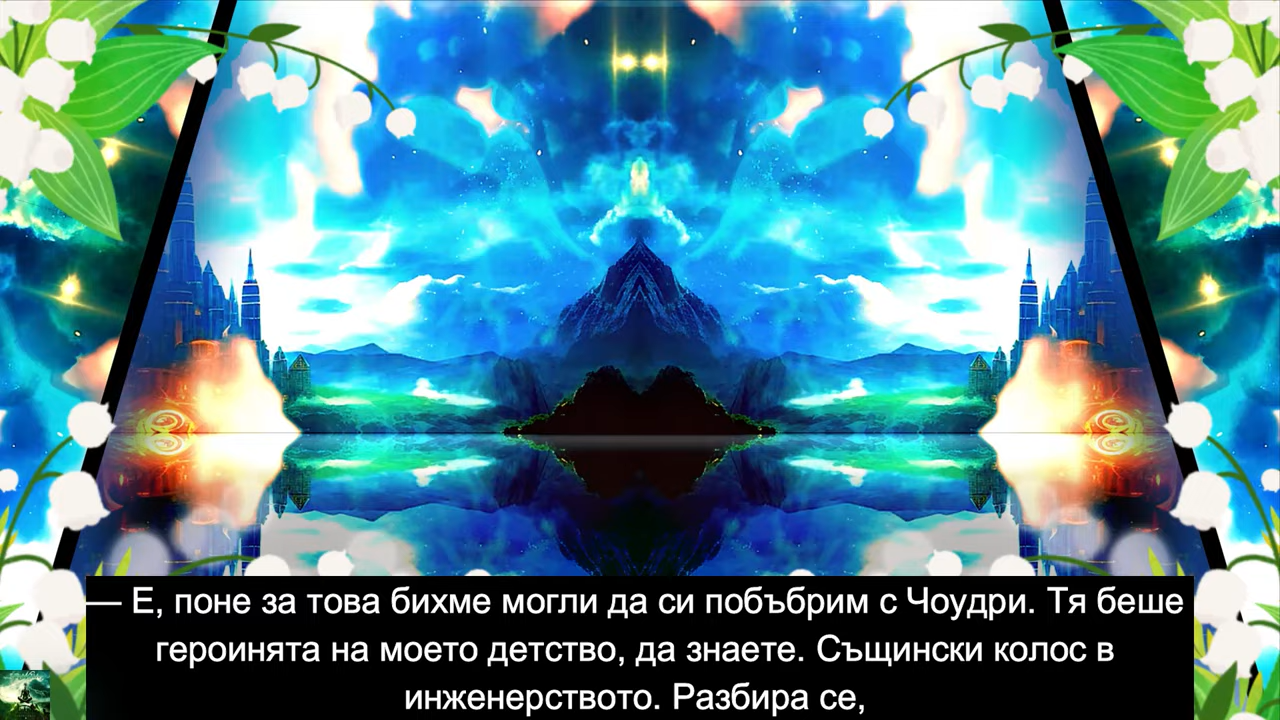 — Е, поне за това бихме могли да си побъбрим с Чоудри. Тя беше
героинята на моето детство, да знаете. Същински колос в
инженерството. Разбира се,